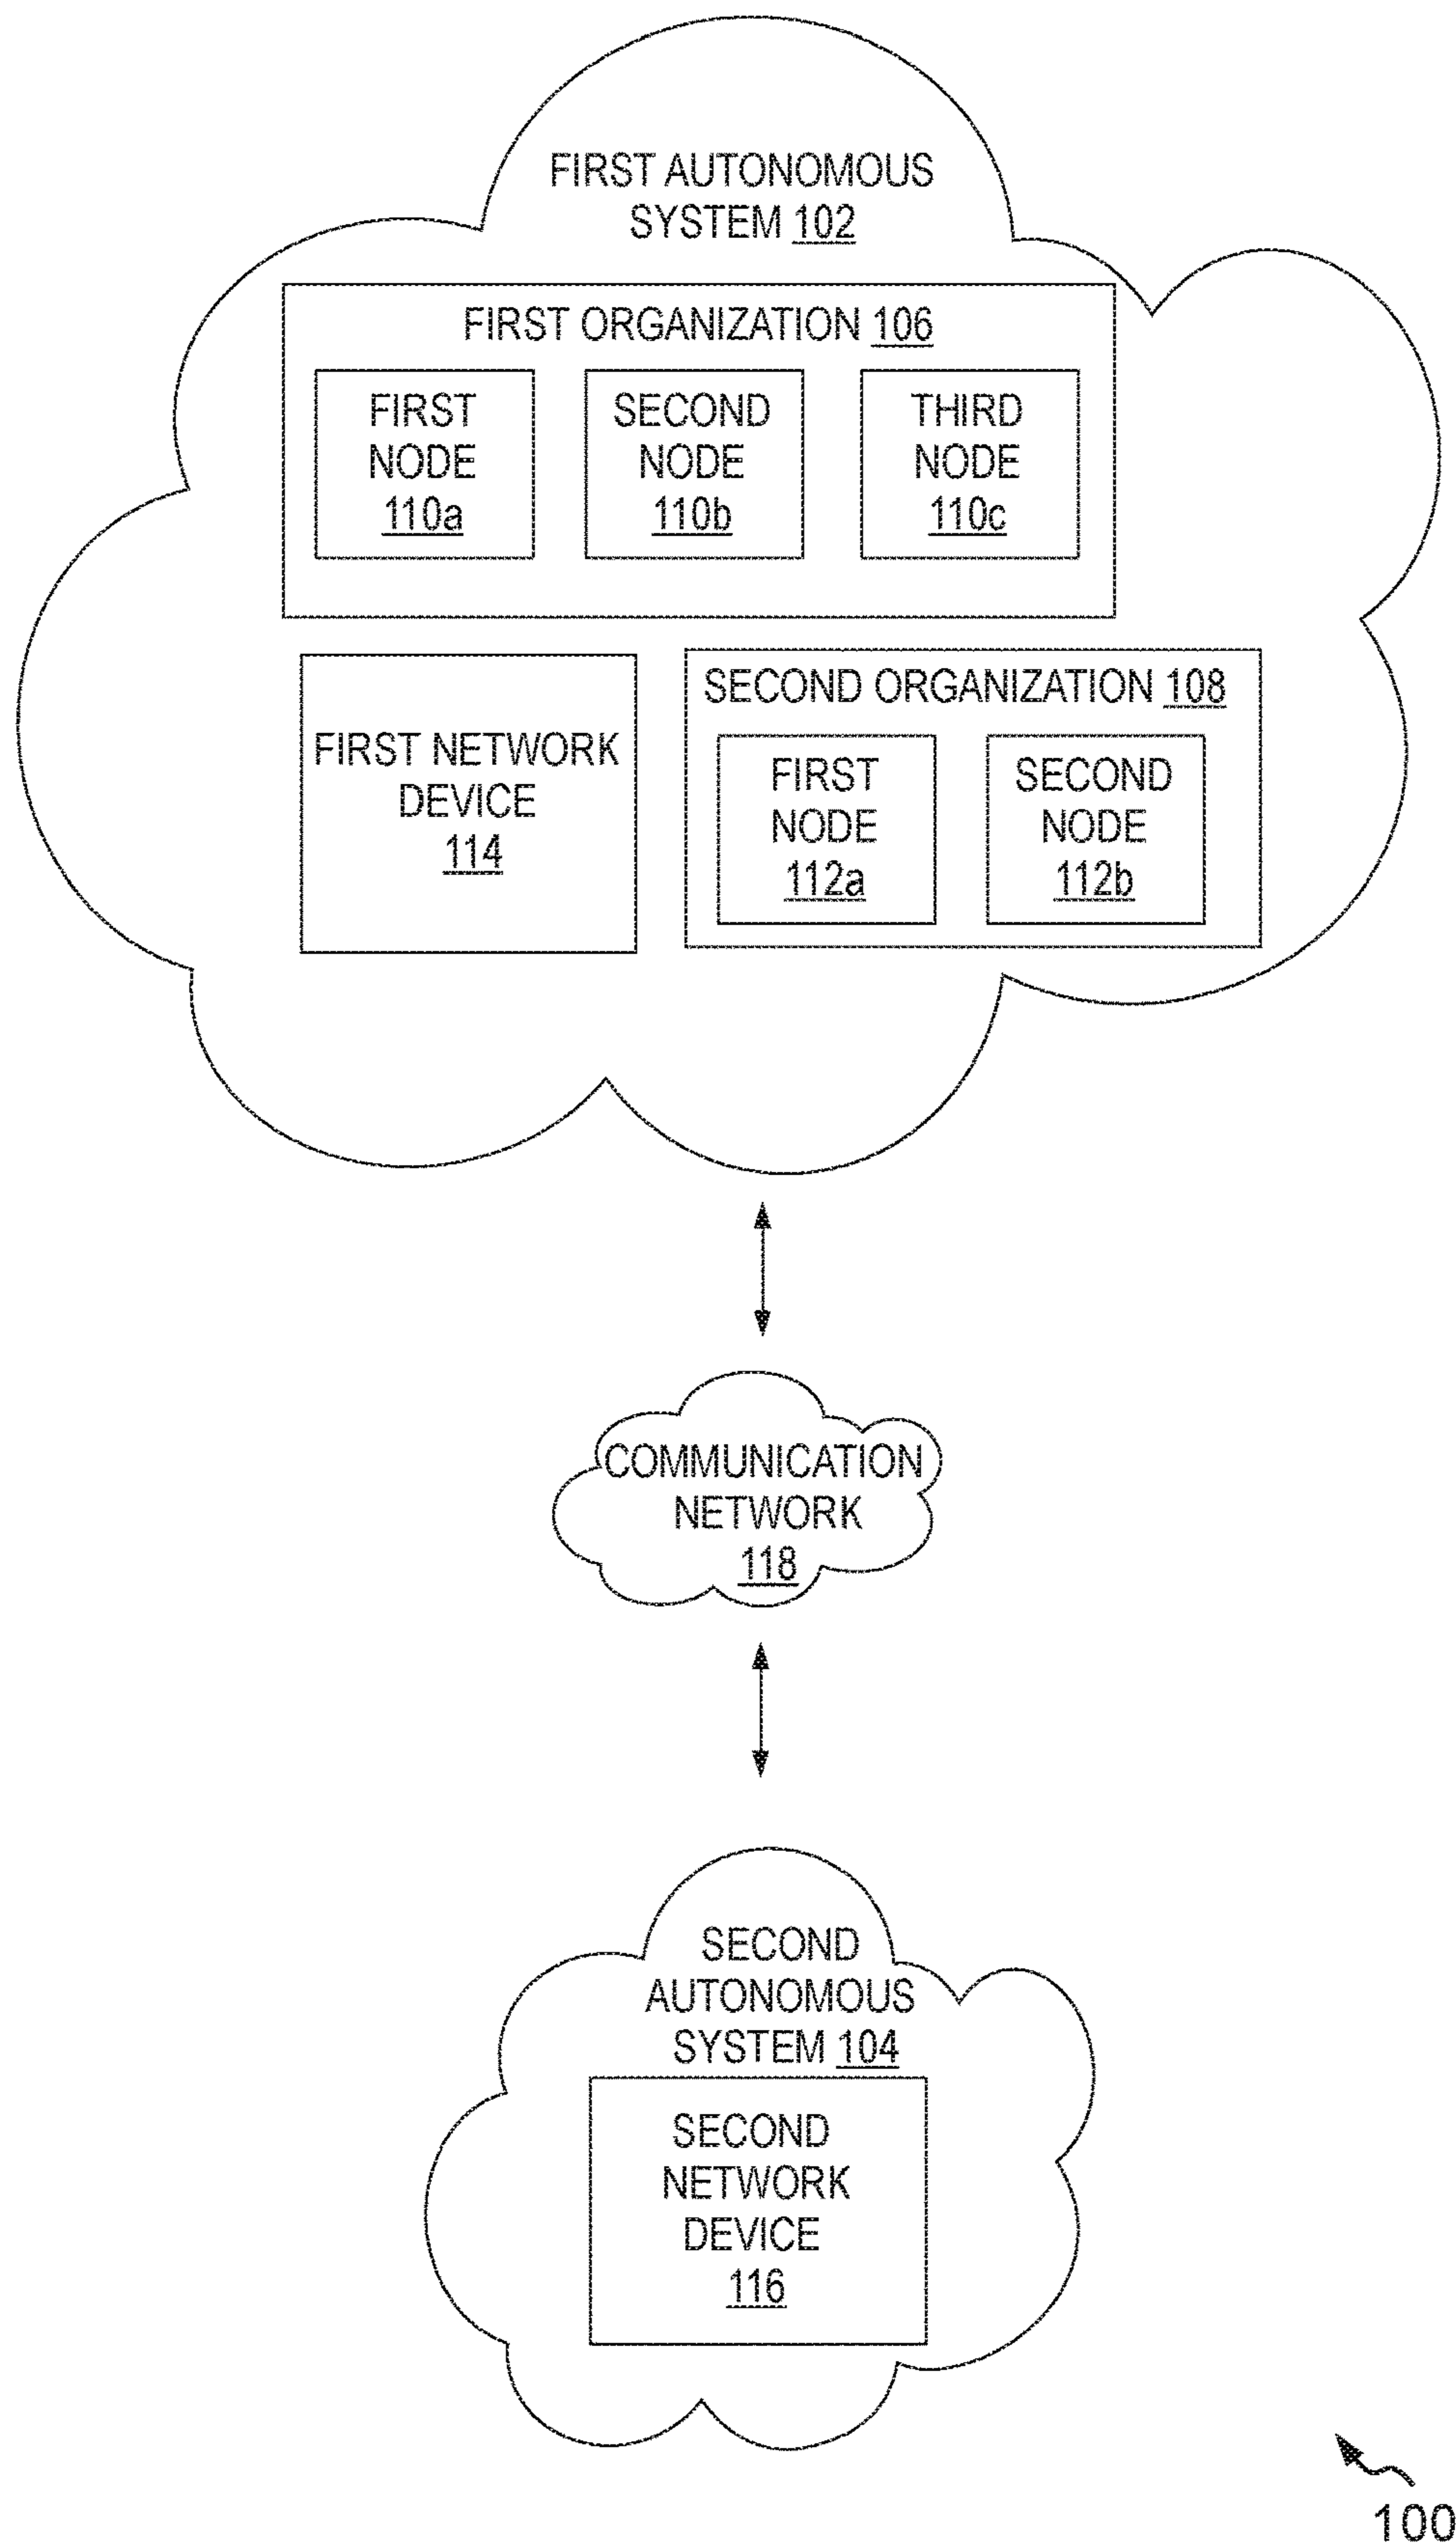 FIRST AUTONOMOUS
SYSTEM 102
FIRST ORGANIZATION 106
FIRST
NODE
110a
SECOND
NODE
110b
THIRD
NODE
110c
FIRST NETWORK
DEVICE
114
SECOND ORGANIZATION 108
FIRST
NODE
112a
SECOND
NODE
112b
COMMUNICATION
NETWORK
118
SECOND
AUTONOMOUS
SYSTEM 104
SECOND
NETWORK
DEVICE
116
100